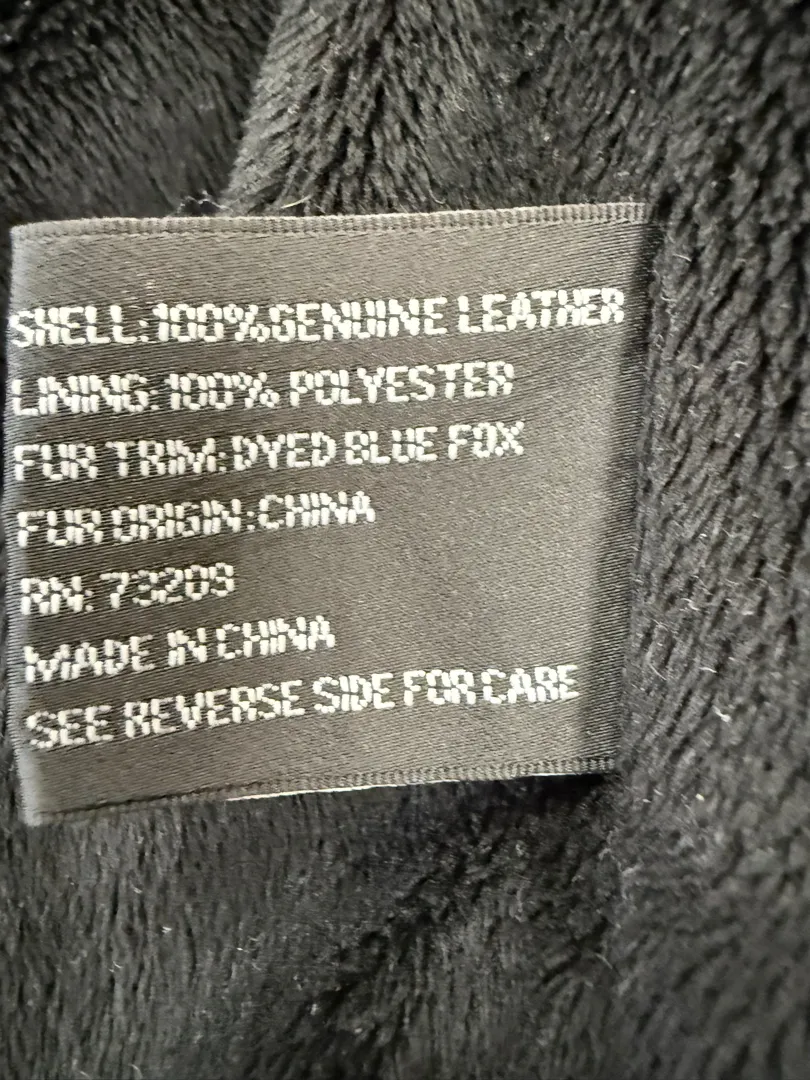 SHELL:100%GENUINE LEATHER
LINING:100% POLYESTER
FUR TRIM:DYED BLUE FOX
FUR ORIGIN:CHINA
RN: 73209
MADE IN CHINA
SEE REVERSE SIDE FOR CARE